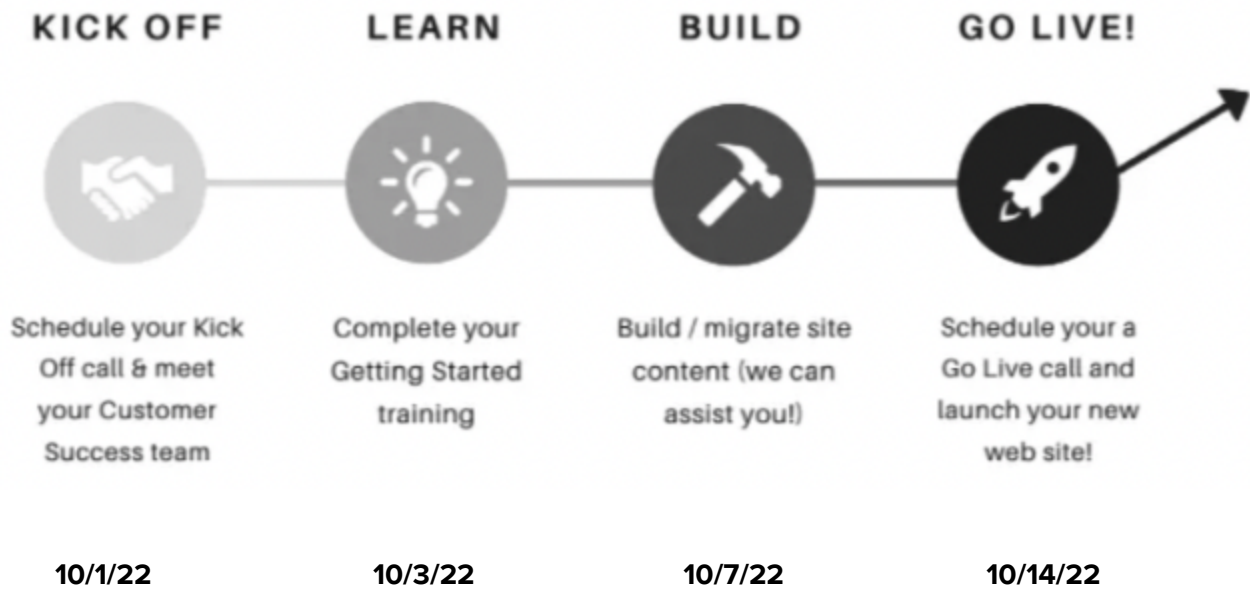 KICK OFF
LEARN
BUILD
GO LIVE!
Schedule your Kick
Off call & meet
your Customer
Success team
Complete your
Getting Started
training
Build / migrate site
content (we can
assist you!)
Schedule your a
Go Live call and
launch your new
web site!
10/1/22
10/3/22
10/7/22
10/14/22